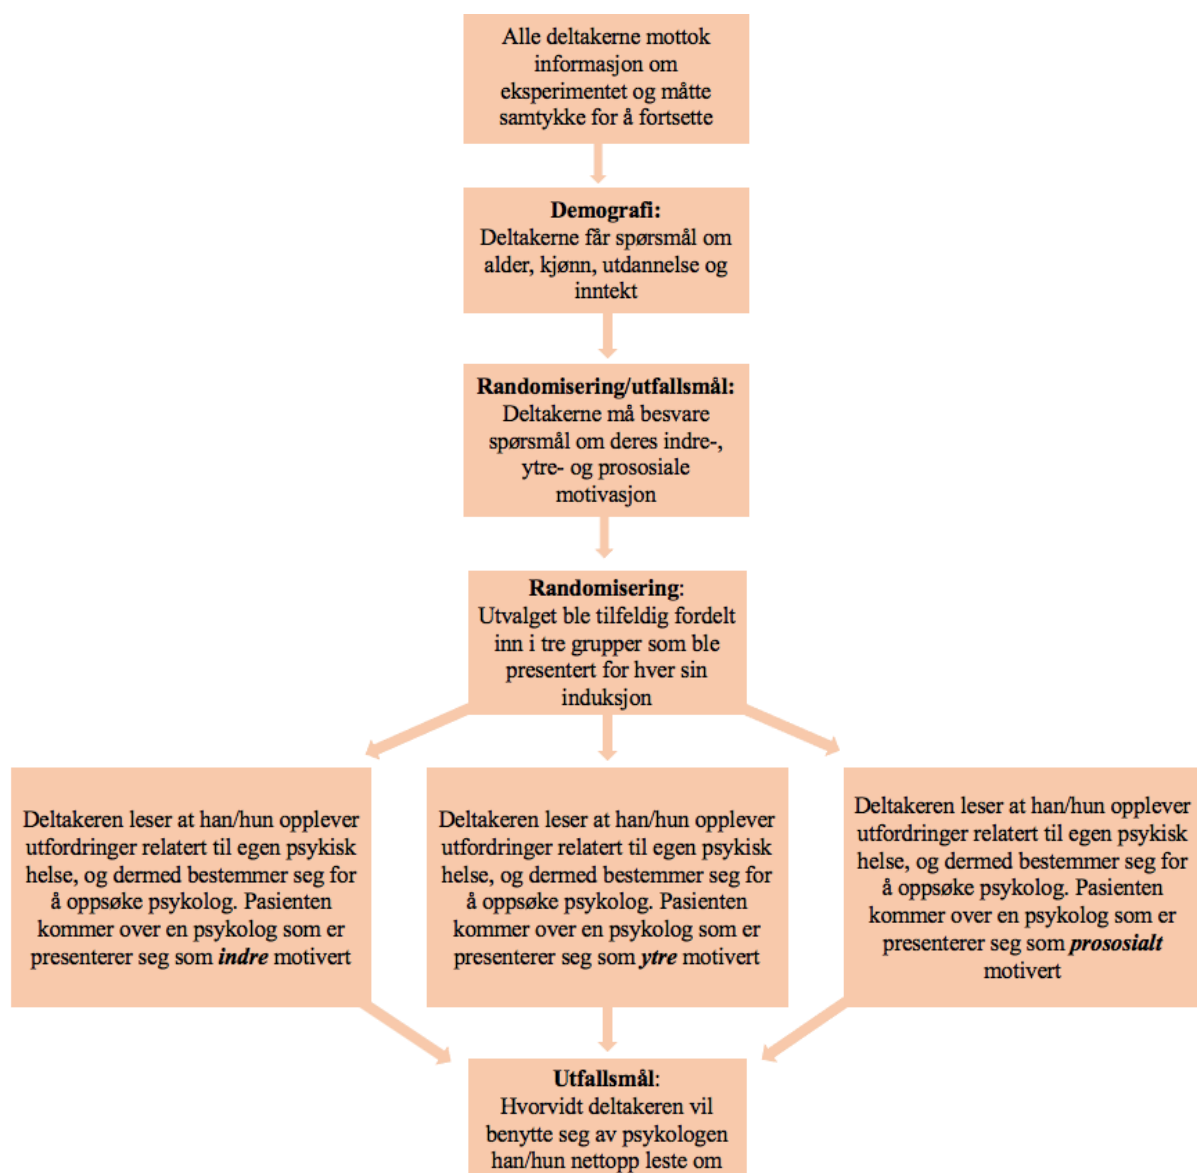 Alle deltakerne mottok
informasjon om
eksperimentet og måtte
samtykke for å fortsette
Demografi:
Deltakerne får spørsmål om
alder, kjønn, utdannelse og
inntekt
Randomisering/utfallsmål:
Deltakerne må besvare
spørsmål om deres indre-,
ytre- og prososiale
motivasjon
Randomisering:
Utvalget ble tilfeldig fordelt
inn i tre grupper som ble
presentert for hver sin
induksjon
Deltakeren leser at han/hun opplever
utfordringer relatert til egen psykisk
helse, og dermed bestemmer seg for
å oppsøke psykolog. Pasienten
kommer over en psykolog som er
presenterer seg som indre motivert
Deltakeren leser at han/hun opplever
utfordringer relatert til egen psykisk
helse, og dermed bestemmer seg for
å oppsøke psykolog. Pasienten
kommer over en psykolog som er
presenterer seg som ytre motivert
Deltakeren leser at han/hun opplever
utfordringer relatert til egen psykisk
helse, og dermed bestemmer seg for
å oppsøke psykolog. Pasienten
kommer over en psykolog som er
presenterer seg som prososialt
motivert
Utfallsmål:
Hvorvidt deltakeren vil
benytte seg av psykologen
han/hun nettopp leste om